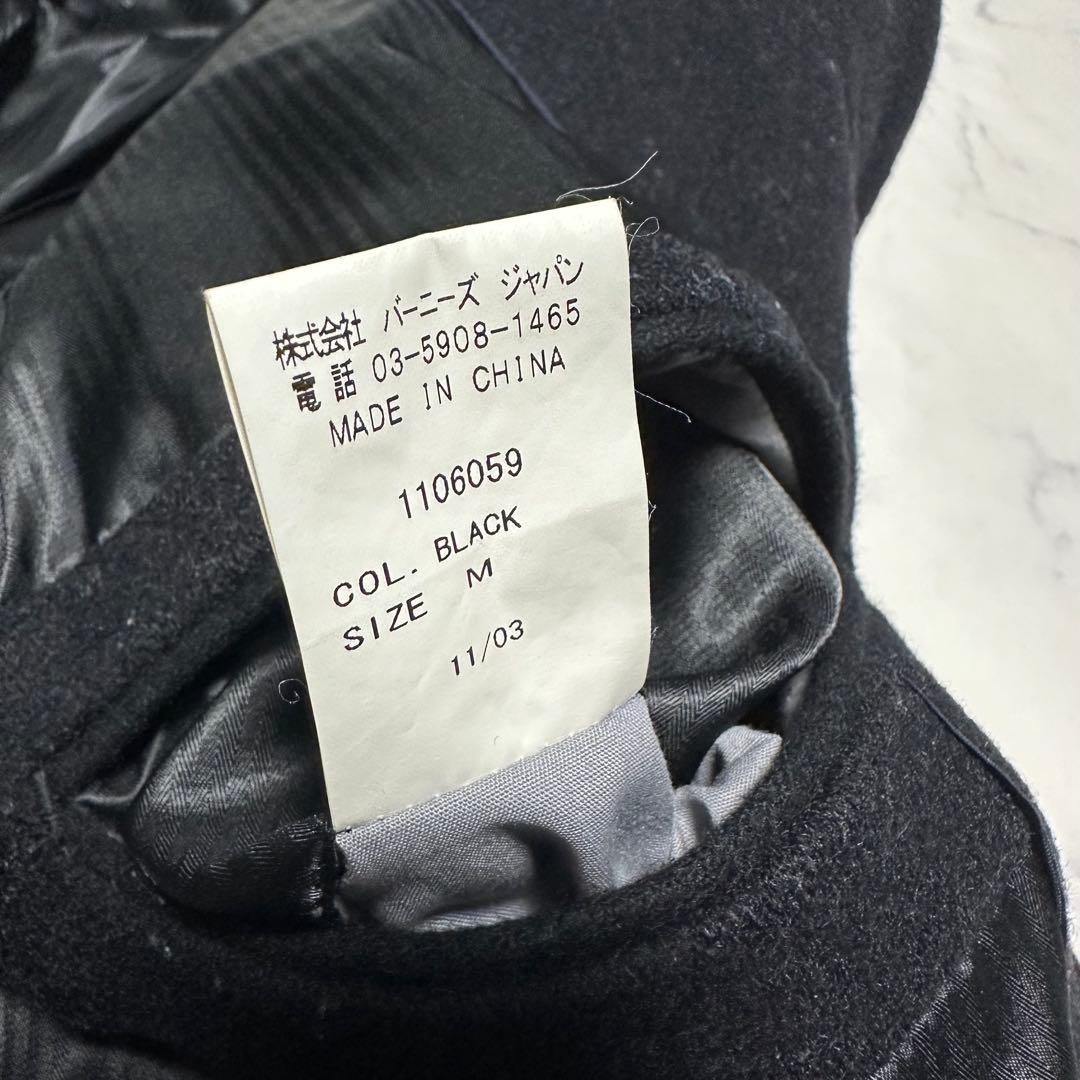 株式会社 バーニーズ ジャパン
電話 03-5908-1465
MADE IN CHINA
1106059
COL. BLACK
SIZE M
11/03